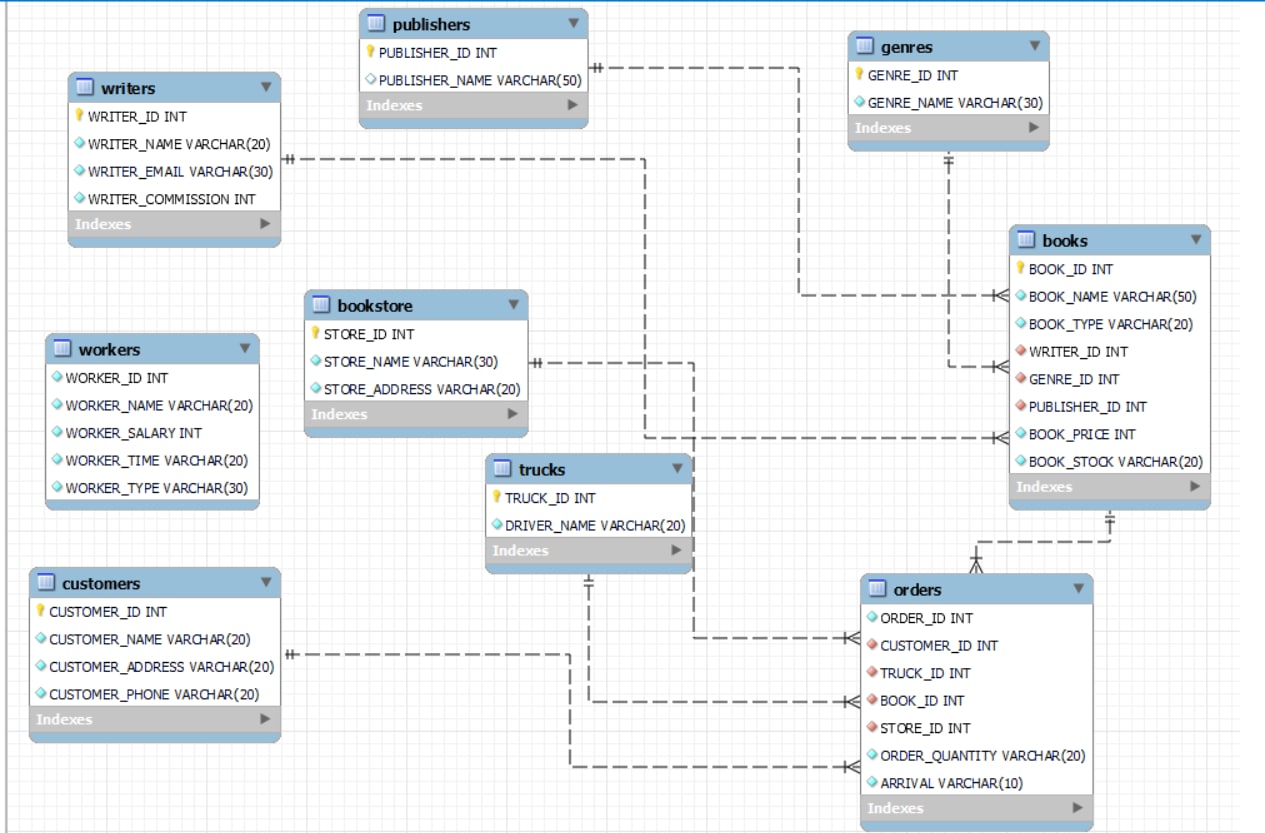 publishers
PUBLISHER_ID INT
PUBLISHER_NAME VARCHAR(50)
Indexes
genres
GENRE_ID INT
GENRE_NAME VARCHAR(30)
Indexes
writers
WRITER_ID INT
WRITER_NAME VARCHAR(20)
WRITER_EMAIL VARCHAR(30)
WRITER_COMMISSION INT
Indexes
books
BOOK_ID INT
BOOK_NAME VARCHAR(50)
BOOK_TYPE VARCHAR(20)
WRITER_ID INT
GENRE_ID INT
PUBLISHER_ID INT
BOOK_PRICE INT
BOOK_STOCK VARCHAR(20)
Indexes
bookstore
STORE_ID INT
STORE_NAME VARCHAR(30)
STORE_ADDRESS VARCHAR(20)
Indexes
workers
WORKER_ID INT
WORKER_NAME VARCHAR(20)
WORKER_SALARY INT
WORKER_TIME VARCHAR(20)
WORKER_TYPE VARCHAR(30)
trucks
TRUCK_ID INT
DRIVER_NAME VARCHAR(20)
Indexes
customers
CUSTOMER_ID INT
CUSTOMER_NAME VARCHAR(20)
CUSTOMER_ADDRESS VARCHAR(20)
CUSTOMER_PHONE VARCHAR(20)
Indexes
orders
ORDER_ID INT
CUSTOMER_ID INT
TRUCK_ID INT
BOOK_ID INT
STORE_ID INT
ORDER_QUANTITY VARCHAR(20)
ARRIVAL VARCHAR(10)
Indexes